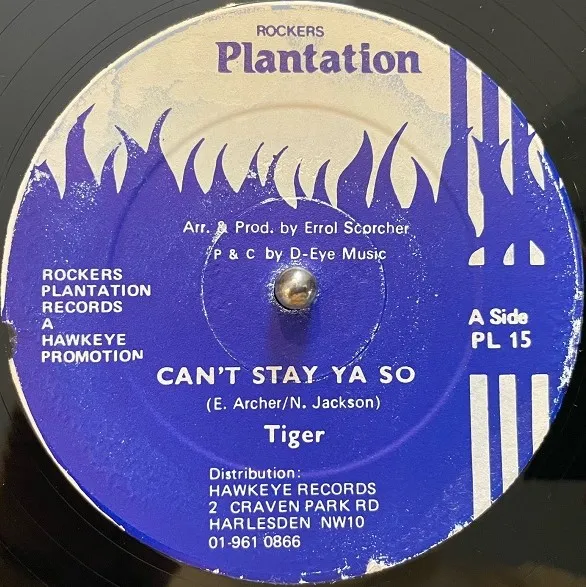 ROCKERS
Plantation
Arr. & Prod. by Errol Scorcher
P & C by D-Eye Music
ROCKERS
PLANTATION
RECORDS
A
HAWKEYE
PROMOTION
A Side
PL 15
CAN'T STAY YA SO
(E. Archer/N. Jackson)
Tiger
Distribution:
HAWKEYE RECORDS
2 CRAVEN PARK RD
HARLESDEN NW10
01-961 0866